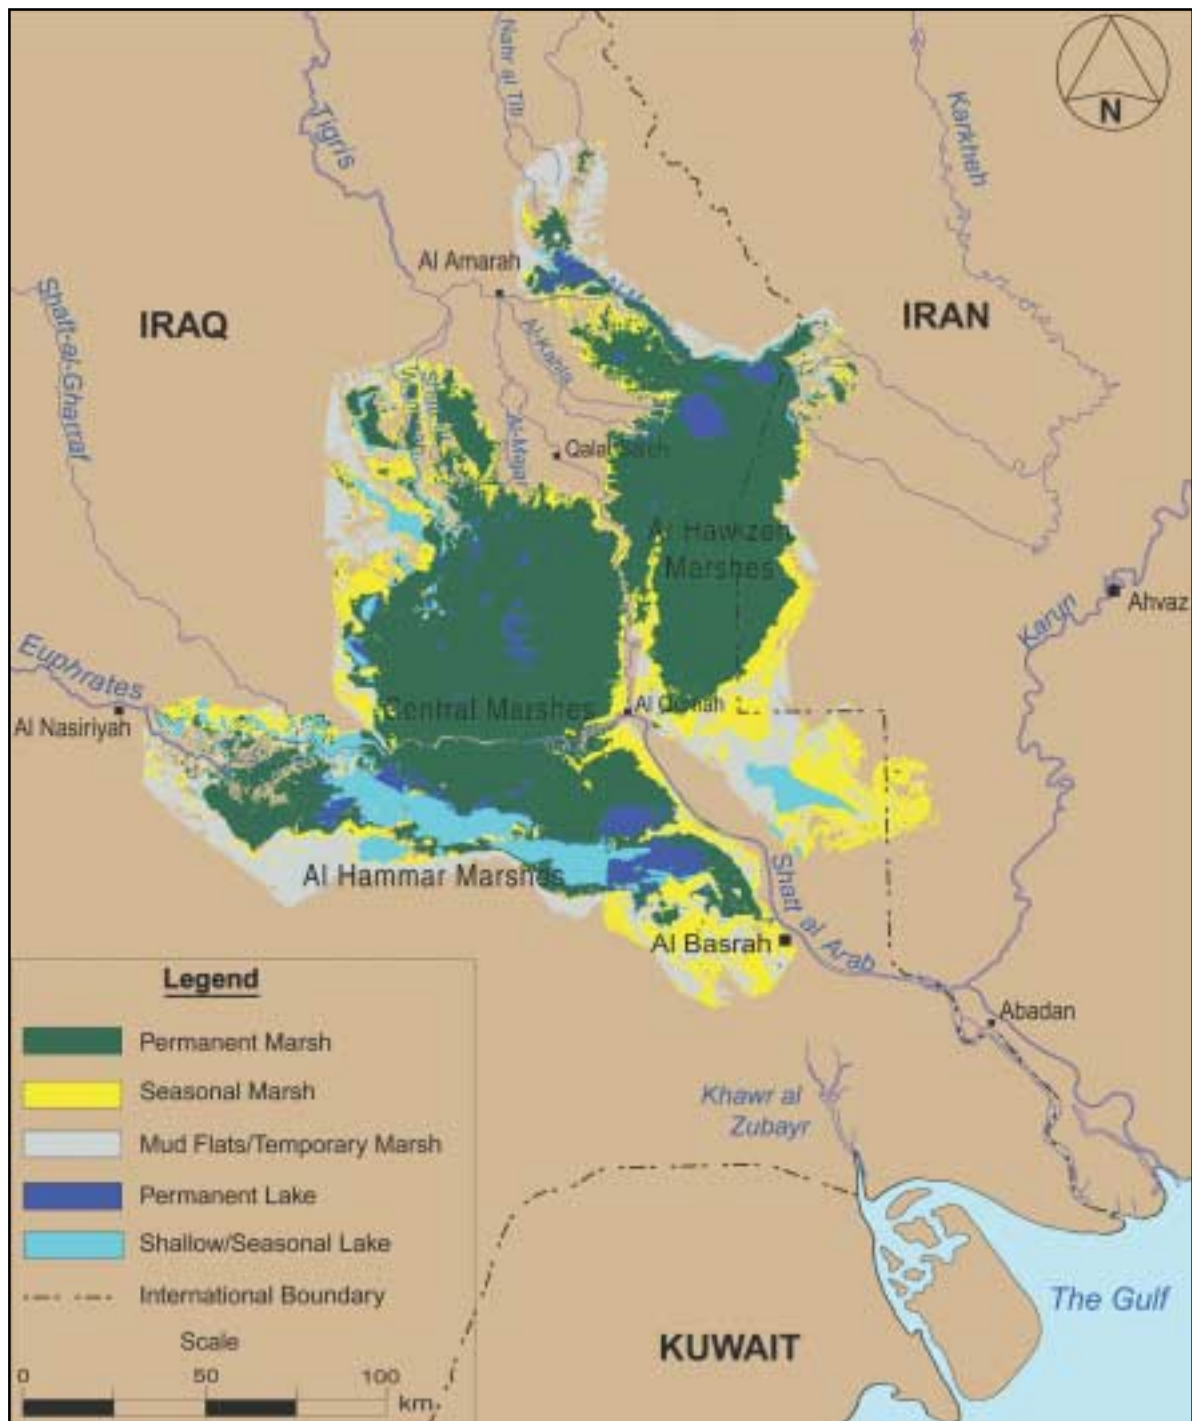 N
Nahr al Tib
Tigris
Karkheh
Al Amarah
IRAQ
IRAN
Shatt-al-Gharraf
Al-Kahla
Al-Majar
Al Hawizeh
Marshes
Ahvaz
Karun
Euphrates
Al Nasiriyah
Central Marshes
Al Qurnah
Al Hammar Marshes
Shatt al Arab
Al Basrah
Abadan
Khawr al
Zubayr
The Gulf
KUWAIT
Legend
Permanent Marsh
Seasonal Marsh
Mud Flats/Temporary Marsh
Permanent Lake
Shallow/Seasonal Lake
International Boundary
Scale
0 50 100
km